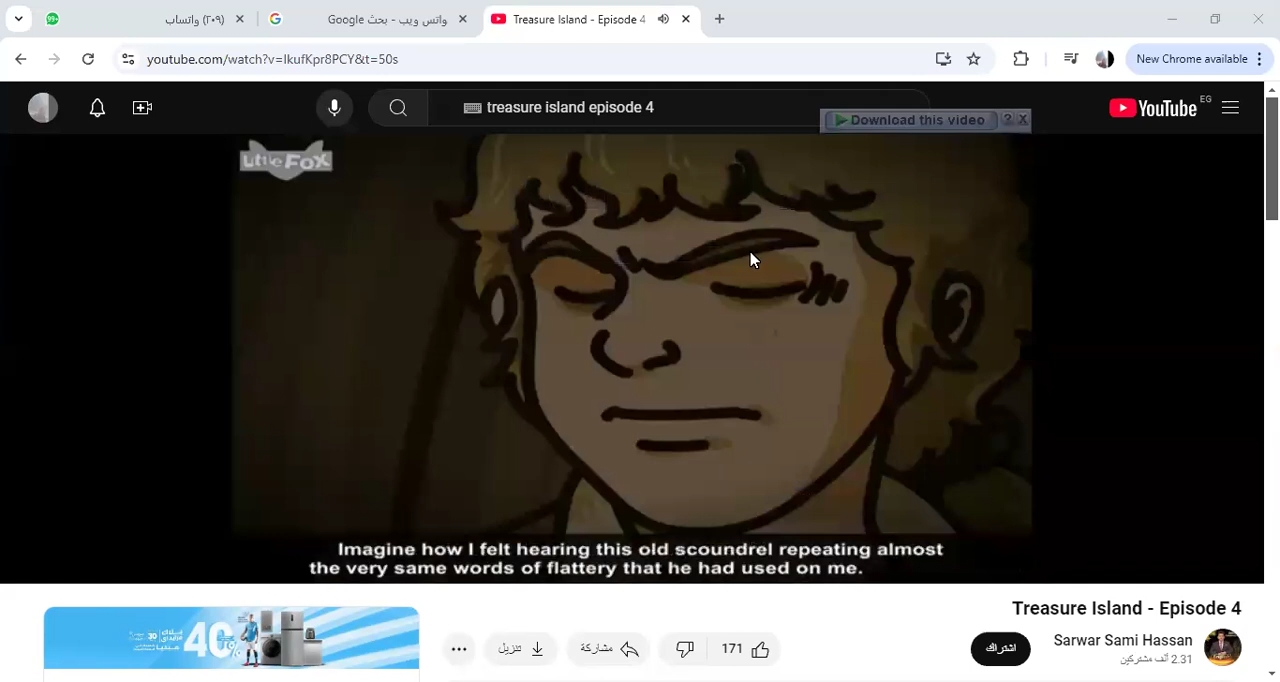 99+
(٢٠٩) واتساب
واتس ويب - بحث Google
Treasure Island - Episode 4
youtube.com/watch?v=IkufKpr8PCY&t=50s
New Chrome available
treasure island episode 4
Download this video
?
X
YouTube
EG
Little Fox
Imagine how I felt hearing this old scoundrel repeating almost
the very same words of flattery that he had used on me.
Treasure Island - Episode 4
Sarwar Sami Hassan
2.31 ألف مشتركين
اشتراك
171
مشاركة
تنزيل
40%